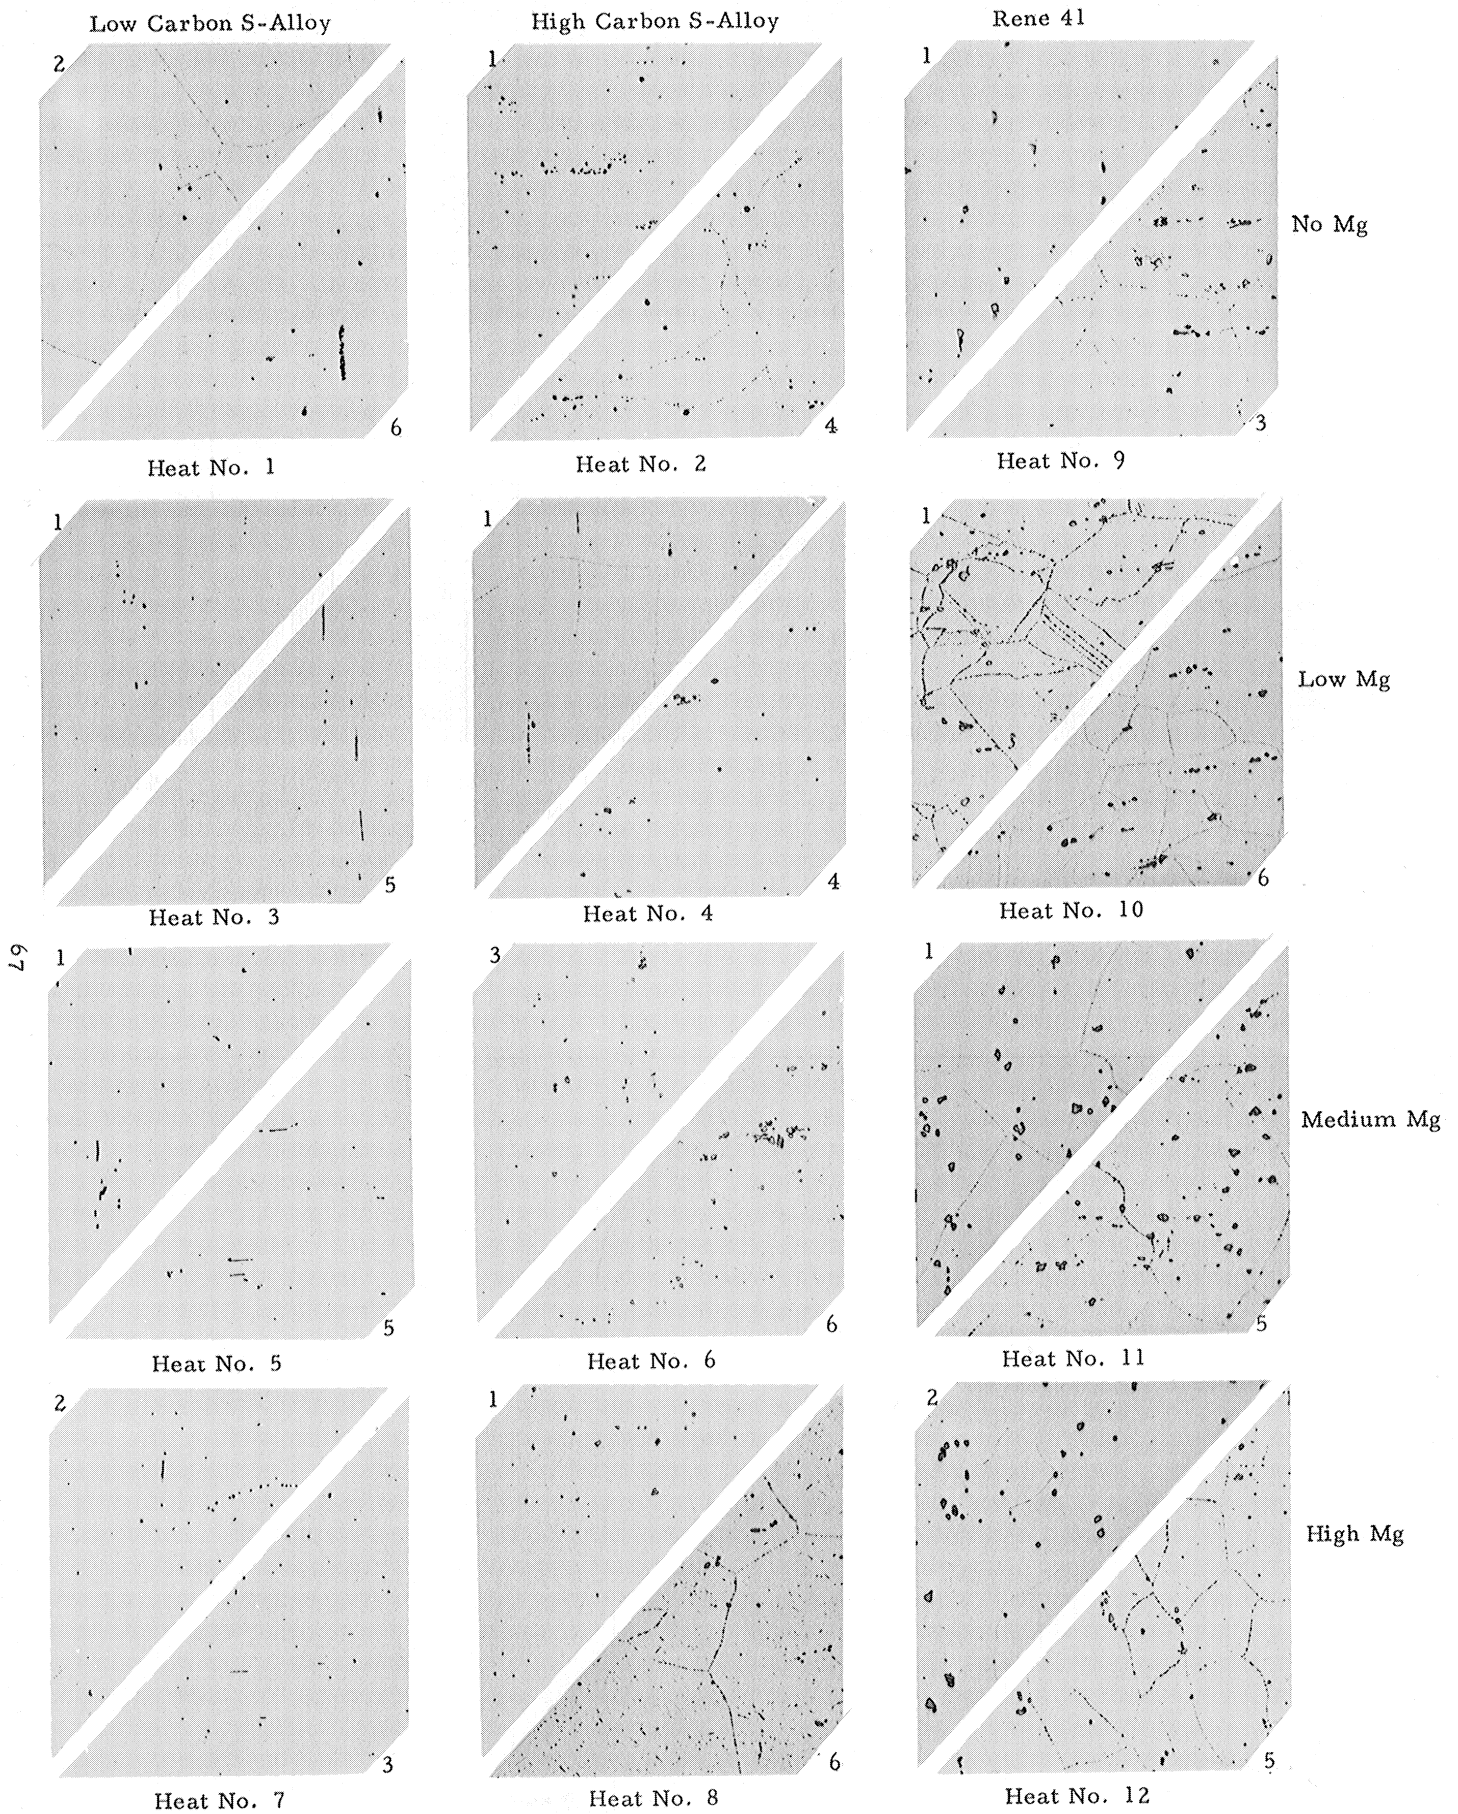 Low Carbon S-Alloy
High Carbon S-Alloy
Rene 41
2
6
1
4
1
3
No Mg
Heat No. 1
Heat No. 2
Heat No. 9
1
5
1
4
1
6
Low Mg
Heat No. 3
Heat No. 4
Heat No. 10
67
1
5
3
6
1
5
Medium Mg
Heat No. 5
Heat No. 6
Heat No. 11
2
3
1
6
2
5
High Mg
Heat No. 7
Heat No. 8
Heat No. 12